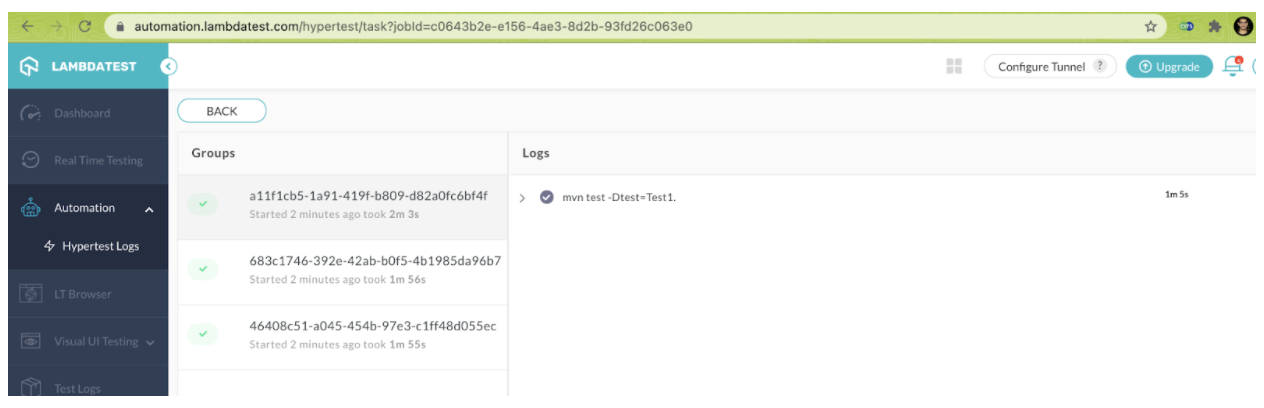 automation.lambdatest.com/hypertest/task?jobId=c0643b2e-e156-4ae3-8d2b-93fd26c063e0
LAMBDATEST
Configure Tunnel ?
Upgrade
Dashboard
Real Time Testing
Automation
Hypertest Logs
LT Browser
Visual UI Testing
Test Logs
BACK
Groups
a11f1cb5-1a91-419f-b809-d82a0fc6bf4f
Started 2 minutes ago took 2m 3s
683c1746-392e-42ab-b0f5-4b1985da96b7
Started 2 minutes ago took 1m 56s
46408c51-a045-454b-97e3-c1ff48d055ec
Started 2 minutes ago took 1m 55s
Logs
mvn test -Dtest=Test1.
1m 5s